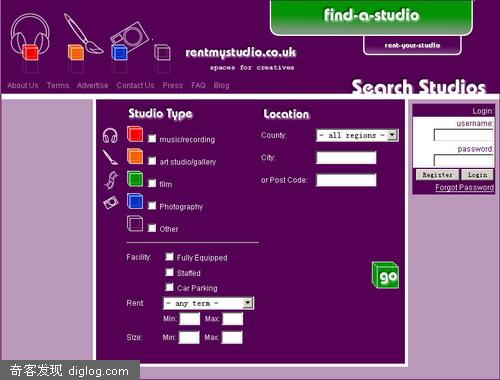 find-a-studio
rent-your-studio
rentmystudio.co.uk
spaces for creatives
About Us Terms Advertise Contact Us Press FAQ Blog
Search Studios
Studio Type
music/recording
art studio/gallery
film
Photography
Other
Location
County: - all regions -
City:
or Post Code:
Login:
username:
password:
Register Login
Forgot Password
Facility: Fully Equipped
Staffed
Car Parking
Rent: - any term -
Min: Max:
Size: Min: Max:
go
奇客发现 diglog.com